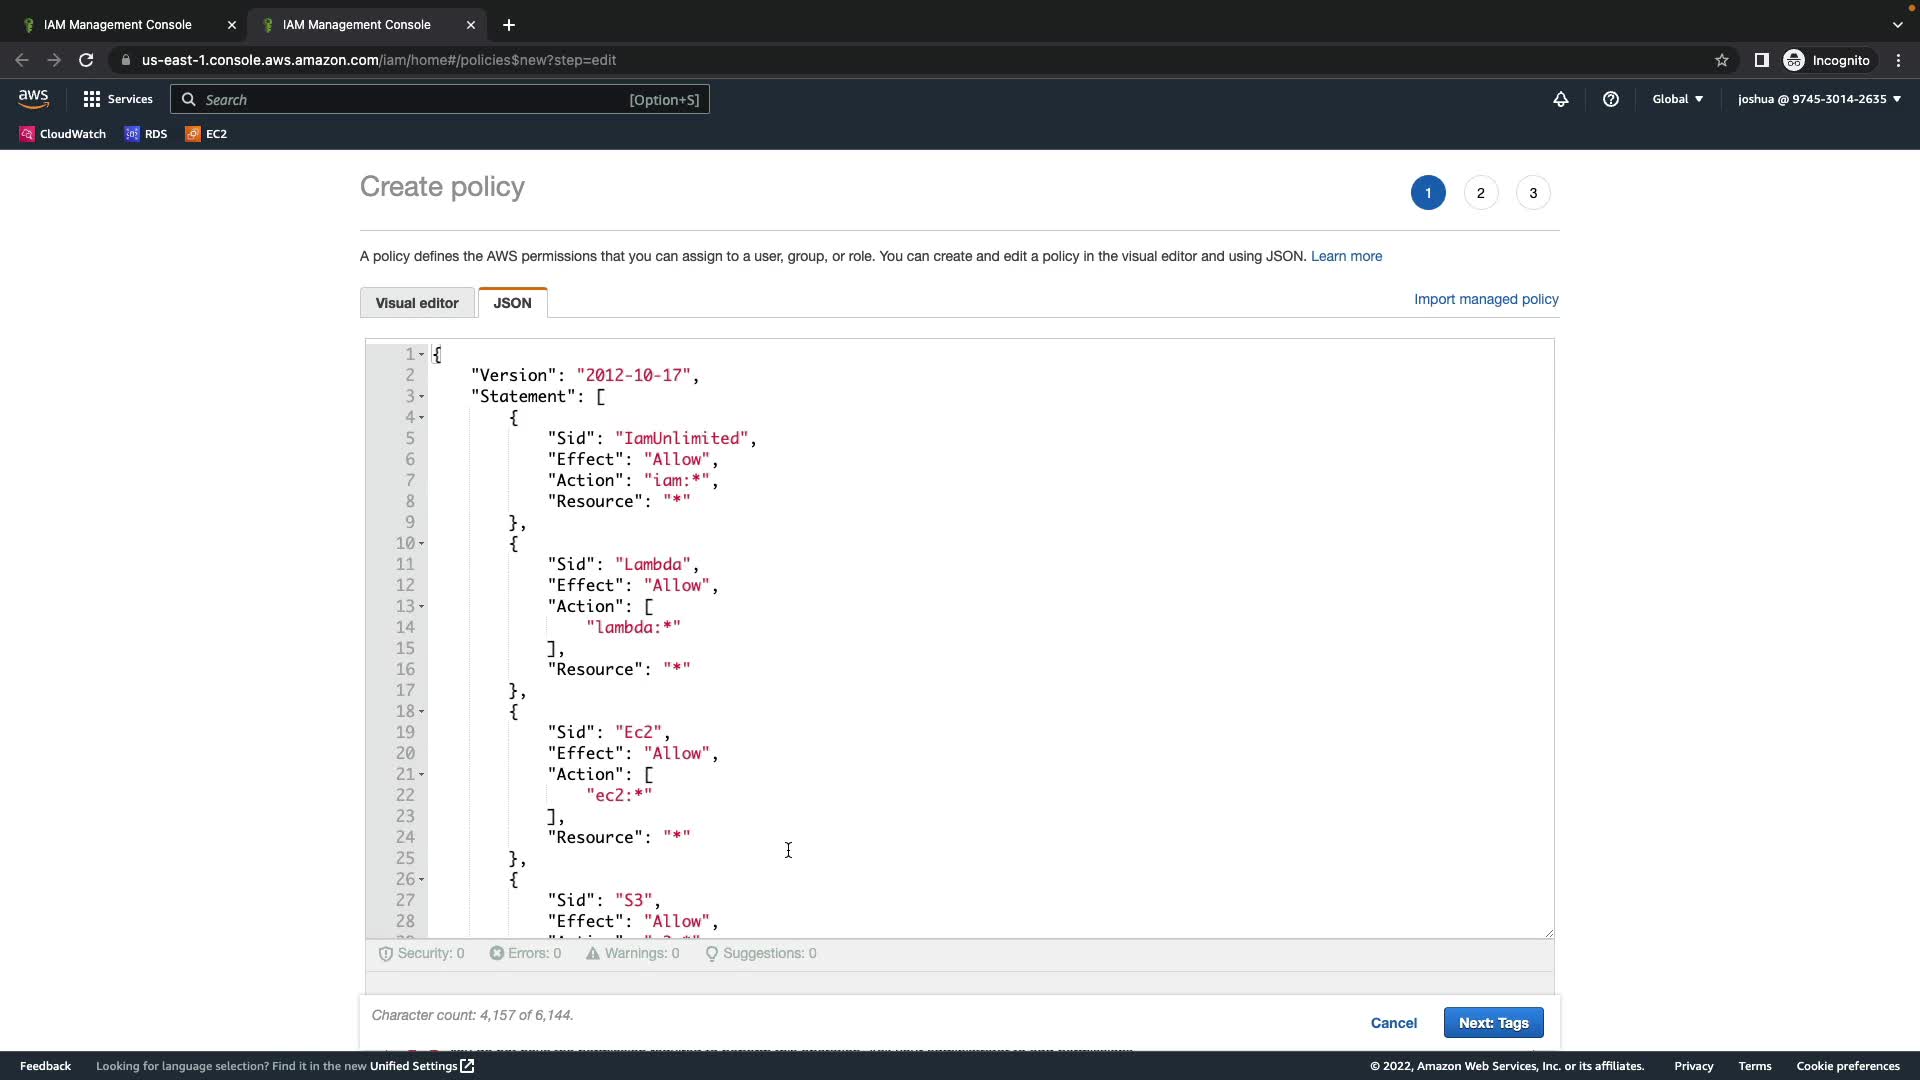 IAM Management Console
IAM Management Console
us-east-1.console.aws.amazon.com/iam/home#/policies$new?step=edit
Incognito
aws
Services
Search
[Option+S]
Global
joshua @ 9745-3014-2635
CloudWatch
RDS
EC2
Create policy
1
2
3
A policy defines the AWS permissions that you can assign to a user, group, or role. You can create and edit a policy in the visual editor and using JSON. Learn more
Visual editor
JSON
Import managed policy
1 {
2 "Version": "2012-10-17",
3 "Statement": [
4 {
5 "Sid": "IamUnlimited",
6 "Effect": "Allow",
7 "Action": "iam:*",
8 "Resource": "*"
9 },
10 {
11 "Sid": "Lambda",
12 "Effect": "Allow",
13 "Action": [
14 "lambda:*"
15 ],
16 "Resource": "*"
17 },
18 {
19 "Sid": "Ec2",
20 "Effect": "Allow",
21 "Action": [
22 "ec2:*"
23 ],
24 "Resource": "*"
25 },
26 {
27 "Sid": "S3",
28 "Effect": "Allow",
Security: 0
Errors: 0
Warnings: 0
Suggestions: 0
Character count: 4,157 of 6,144.
Cancel
Next: Tags
Feedback
Looking for language selection? Find it in the new Unified Settings
© 2022, Amazon Web Services, Inc. or its affiliates.
Privacy
Terms
Cookie preferences